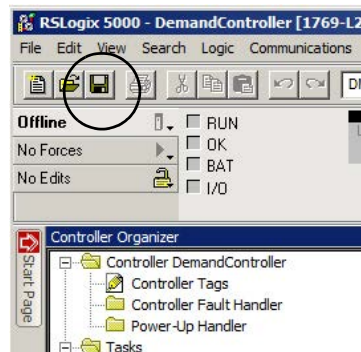 RSLogix 5000 - DemandController [1769-L2
File Edit View Search Logic Communications
Offline RUN
No Forces OK
No Edits BAT
I/O
Controller Organizer
Start Page
Controller DemandController
Controller Tags
Controller Fault Handler
Power-Up Handler
Tasks